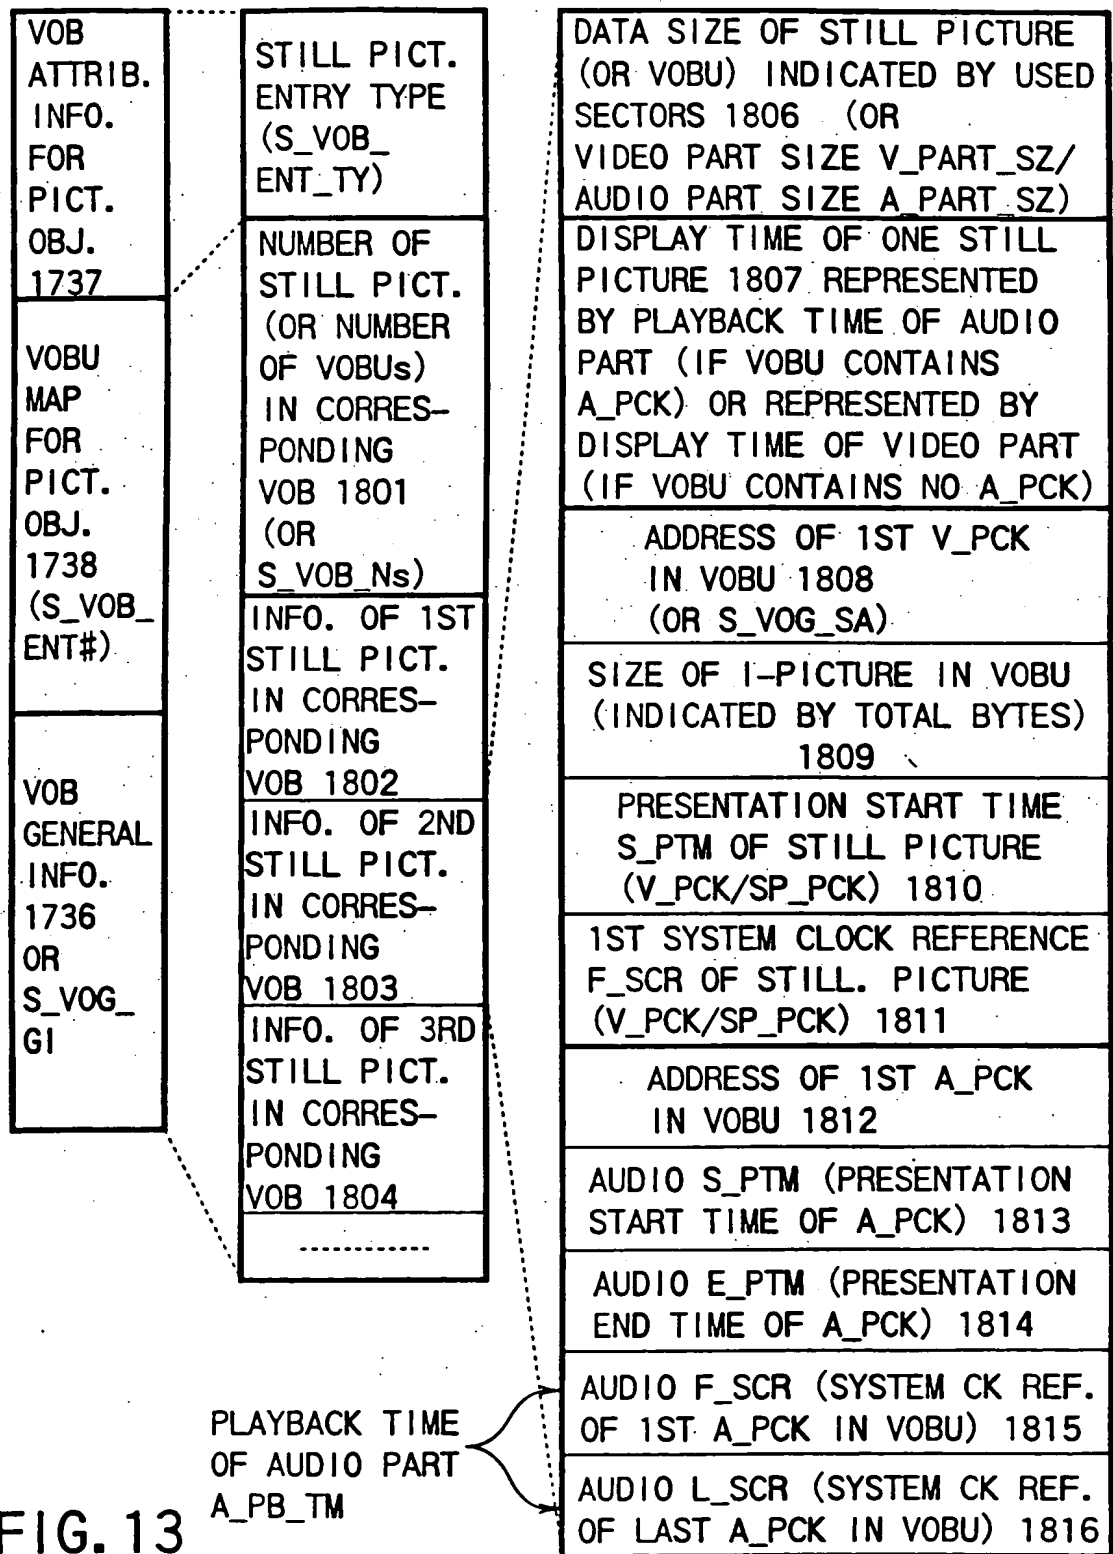 VOB
ATTRIB.
INFO.
FOR
PICT.
OBJ.
1737
VOBU
MAP
FOR
PICT.
OBJ.
1738
(S_VOB_
ENT#)
VOB
GENERAL
INFO.
1736
OR
S_VOG_
GI
STILL PICT.
ENTRY TYPE
(S_VOB_
ENT_TY)
NUMBER OF
STILL PICT.
(OR NUMBER
OF VOBUs)
IN CORRES-
PONDING
VOB 1801
(OR
S_VOB_Ns)
INFO. OF 1ST
STILL PICT.
IN CORRES-
PONDING
VOB 1802
INFO. OF 2ND
STILL PICT.
IN CORRES-
PONDING
VOB 1803
INFO. OF 3RD
STILL PICT.
IN CORRES-
PONDING
VOB 1804
DATA SIZE OF STILL PICTURE
(OR VOBU) INDICATED BY USED
SECTORS 1806 (OR
VIDEO PART SIZE V_PART_SZ/
AUDIO PART SIZE A_PART_SZ)
DISPLAY TIME OF ONE STILL
PICTURE 1807 REPRESENTED
BY PLAYBACK TIME OF AUDIO
PART (IF VOBU CONTAINS
A_PCK) OR REPRESENTED BY
DISPLAY TIME OF VIDEO PART
(IF VOBU CONTAINS NO A_PCK)
ADDRESS OF 1ST V_PCK
IN VOBU 1808
(OR S_VOG_SA)
SIZE OF I-PICTURE IN VOBU
(INDICATED BY TOTAL BYTES)
1809
PRESENTATION START TIME
S_PTM OF STILL PICTURE
(V_PCK/SP_PCK) 1810
1ST SYSTEM CLOCK REFERENCE
F_SCR OF STILL. PICTURE
(V_PCK/SP_PCK) 1811
ADDRESS OF 1ST A_PCK
IN VOBU 1812
AUDIO S_PTM (PRESENTATION
START TIME OF A_PCK) 1813
AUDIO E_PTM (PRESENTATION
END TIME OF A_PCK) 1814
AUDIO F_SCR (SYSTEM CK REF.
OF 1ST A_PCK IN VOBU) 1815
AUDIO L_SCR (SYSTEM CK REF.
OF LAST A_PCK IN VOBU) 1816
PLAYBACK TIME
OF AUDIO PART
A_PB_TM
FIG. 13